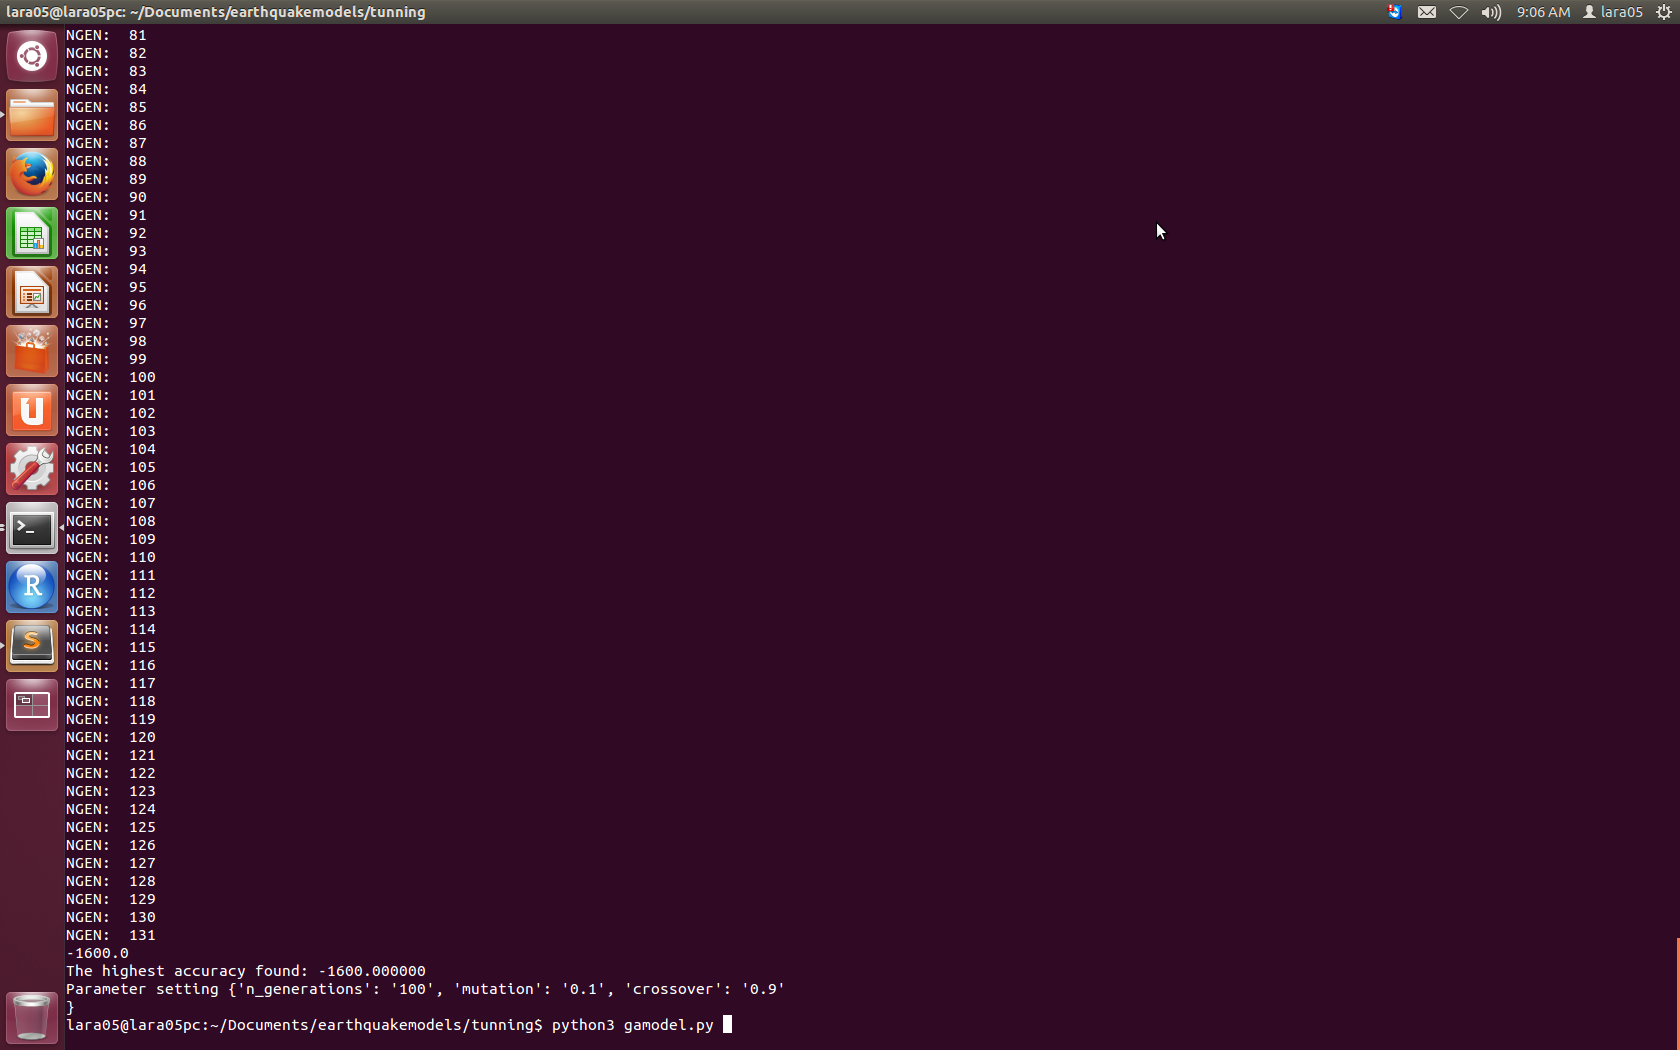 lara05@lara05pc: ~/Documents/earthquakemodels/tunning
9:06 AM
lara05
NGEN:  81
NGEN:  82
NGEN:  83
NGEN:  84
NGEN:  85
NGEN:  86
NGEN:  87
NGEN:  88
NGEN:  89
NGEN:  90
NGEN:  91
NGEN:  92
NGEN:  93
NGEN:  94
NGEN:  95
NGEN:  96
NGEN:  97
NGEN:  98
NGEN:  99
NGEN:  100
NGEN:  101
NGEN:  102
NGEN:  103
NGEN:  104
NGEN:  105
NGEN:  106
NGEN:  107
NGEN:  108
NGEN:  109
NGEN:  110
NGEN:  111
NGEN:  112
NGEN:  113
NGEN:  114
NGEN:  115
NGEN:  116
NGEN:  117
NGEN:  118
NGEN:  119
NGEN:  120
NGEN:  121
NGEN:  122
NGEN:  123
NGEN:  124
NGEN:  125
NGEN:  126
NGEN:  127
NGEN:  128
NGEN:  129
NGEN:  130
NGEN:  131
-1600.0
The highest accuracy found: -1600.000000
Parameter setting {'n_generations': '100', 'mutation': '0.1', 'crossover': '0.9'
}
lara05@lara05pc:~/Documents/earthquakemodels/tunning$ python3 gamodel.py